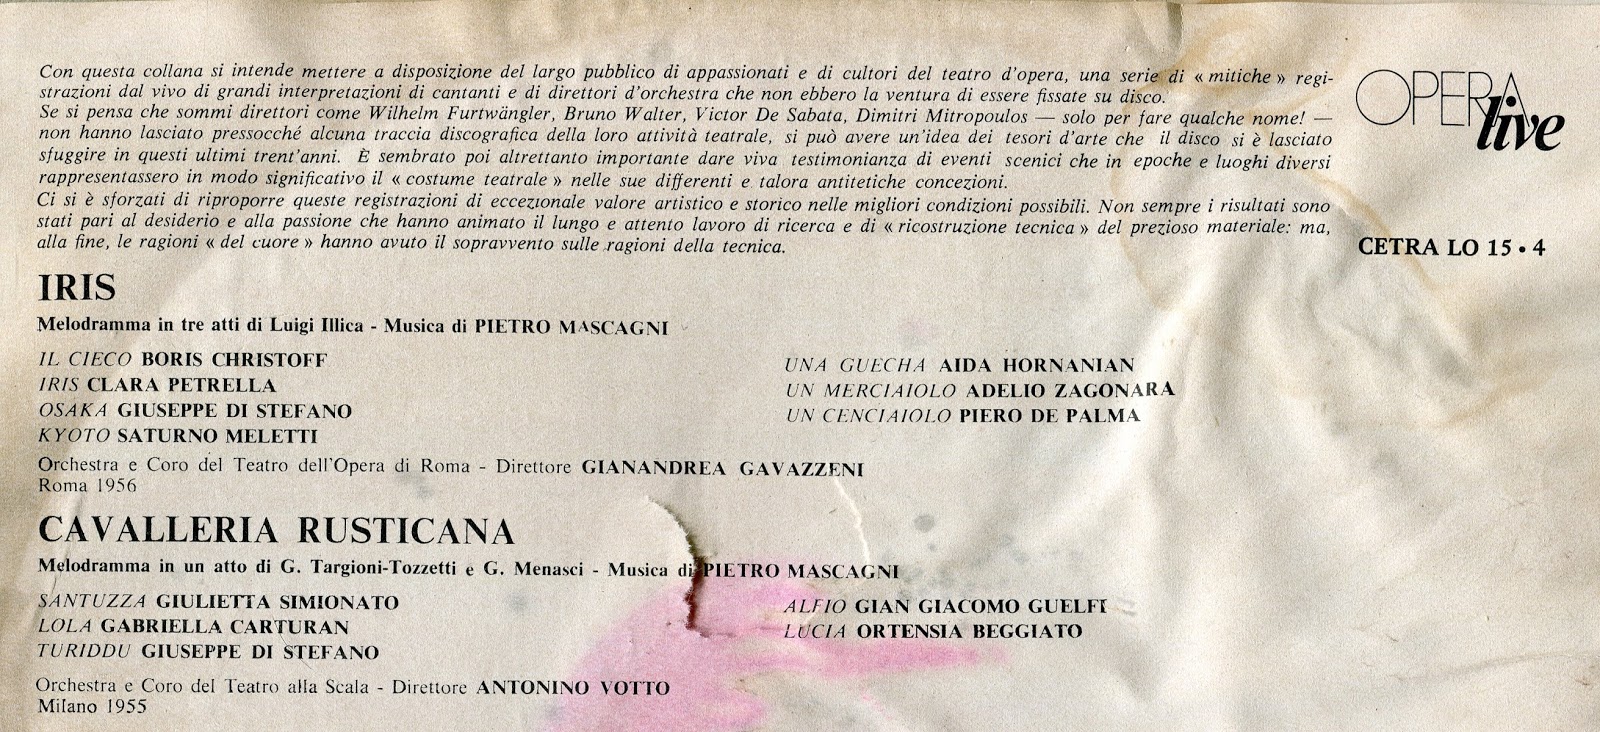 Con questa collana si intende mettere a disposizione del largo pubblico di appassionati e di cultori del teatro d'opera, una serie di « mitiche » regi-
strazioni dal vivo di grandi interpretazioni di cantanti e di direttori d'orchestra che non ebbero la ventura di essere fissate su disco.
Se si pensa che sommi direttori come Wilhelm Furtwängler, Bruno Walter, Victor De Sabata, Dimitri Mitropoulos — solo per fare qualche nome! —
non hanno lasciato pressocché alcuna traccia discografica della loro attività teatrale, si può avere un'idea dei tesori d'arte che il disco si è lasciato
sfuggire in questi ultimi trent'anni. È sembrato poi altrettanto importante dare viva testimonianza di eventi scenici che in epoche e luoghi diversi
rappresentassero in modo significativo il « costume teatrale » nelle sue differenti e talora antitetiche concezioni.
Ci si è sforzati di riproporre queste registrazioni di eccezionale valore artistico e storico nelle migliori condizioni possibili. Non sempre i risultati sono
stati pari al desiderio e alla passione che hanno animato il lungo e attento lavoro di ricerca e di « ricostruzione tecnica » del prezioso materiale: ma,
alla fine, le ragioni « del cuore » hanno avuto il sopravvento sulle ragioni della tecnica.
OPERA
live
CETRA LO 15 • 4
IRIS
Melodramma in tre atti di Luigi Illica - Musica di PIETRO MASCAGNI
IL CIECO BORIS CHRISTOFF
IRIS CLARA PETRELLA
OSAKA GIUSEPPE DI STEFANO
KYOTO SATURNO MELETTI
UNA GUECHA AIDA HORNANIAN
UN MERCIAIOLO ADELIO ZAGONARA
UN CENCIAIOLO PIERO DE PALMA
Orchestra e Coro del Teatro dell'Opera di Roma - Direttore GIANANDREA GAVAZZENI
Roma 1956
CAVALLERIA RUSTICANA
Melodramma in un atto di G. Targioni-Tozzetti e G. Menasci - Musica di PIETRO MASCAGNI
SANTUZZA GIULIETTA SIMIONATO
LOLA GABRIELLA CARTURAN
TURIDDU GIUSEPPE DI STEFANO
ALFIO GIAN GIACOMO GUELFI
LUCIA ORTENSIA BEGGIATO
Orchestra e Coro del Teatro alla Scala - Direttore ANTONINO VOTTO
Milano 1955